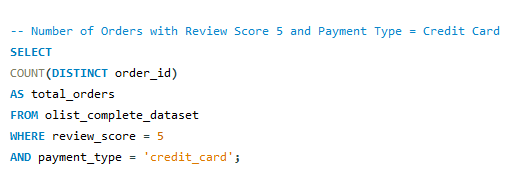 -- Number of Orders with Review Score 5 and Payment Type = Credit Card
SELECT
COUNT(DISTINCT order_id)
AS total_orders
FROM olist_complete_dataset
WHERE review_score = 5
AND payment_type = 'credit_card';